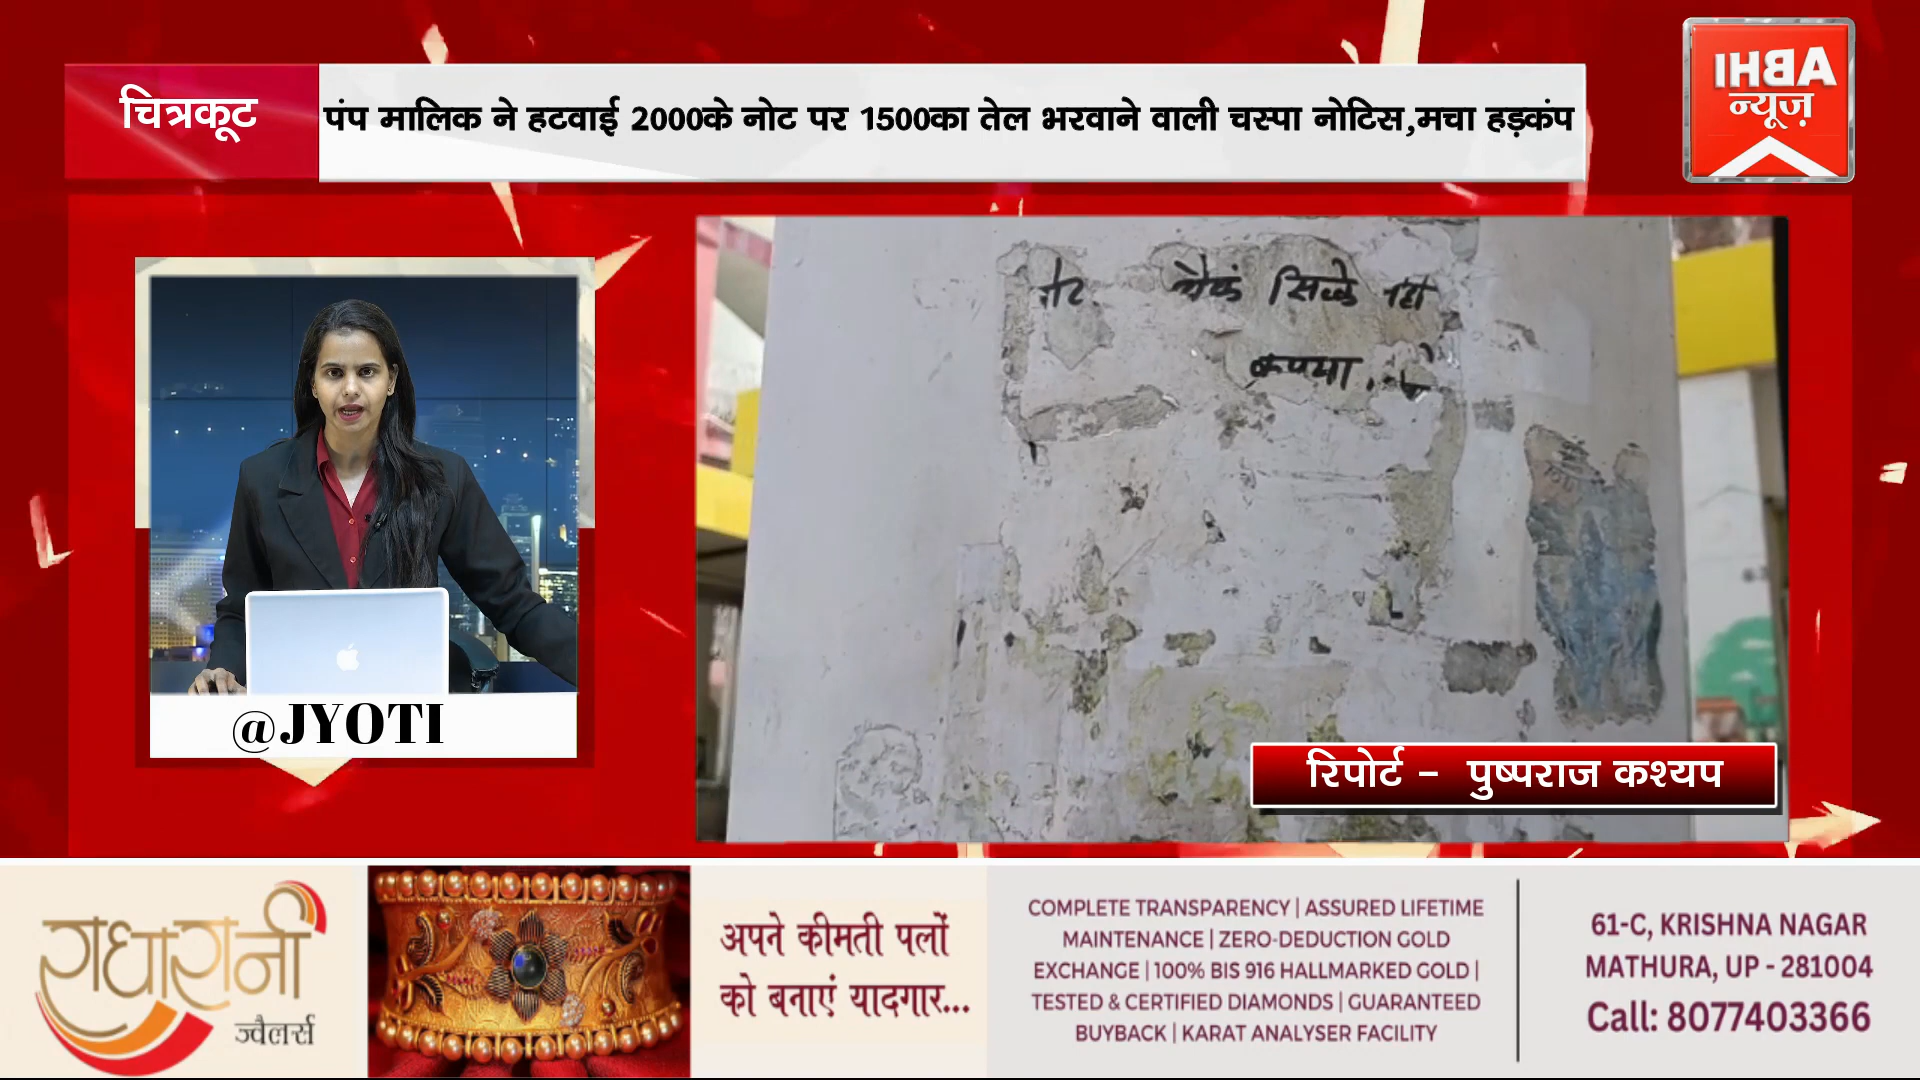 चित्रकूट
पंप मालिक ने हटवाई 2000के नोट पर 1500का तेल भरवाने वाली चस्पा नोटिस,मचा हड़कंप
ABHI
न्यूज़
सिक्के
कृपया
@JYOTI
रिपोर्ट – पुष्पराज कश्यप
राधारानी
ज्वैलर्स
अपने कीमती पलों
को बनाएं यादगार...
COMPLETE TRANSPARENCY | ASSURED LIFETIME
MAINTENANCE | ZERO-DEDUCTION GOLD
EXCHANGE | 100% BIS 916 HALLMARKED GOLD |
TESTED & CERTIFIED DIAMONDS | GUARANTEED
BUYBACK | KARAT ANALYSER FACILITY
61-C, KRISHNA NAGAR
MATHURA, UP - 281004
Call: 8077403366